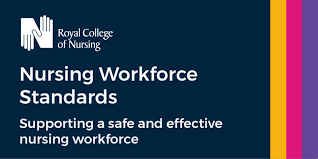 Royal College
of Nursing
Nursing Workforce
Standards
Supporting a safe and effective
nursing workforce